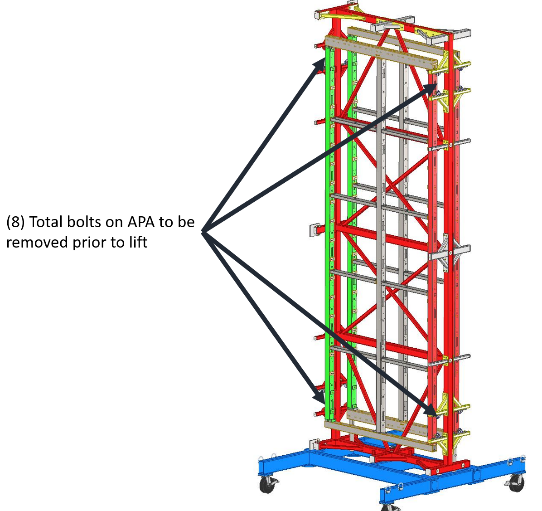 (8) Total bolts on APA to be
removed prior to lift